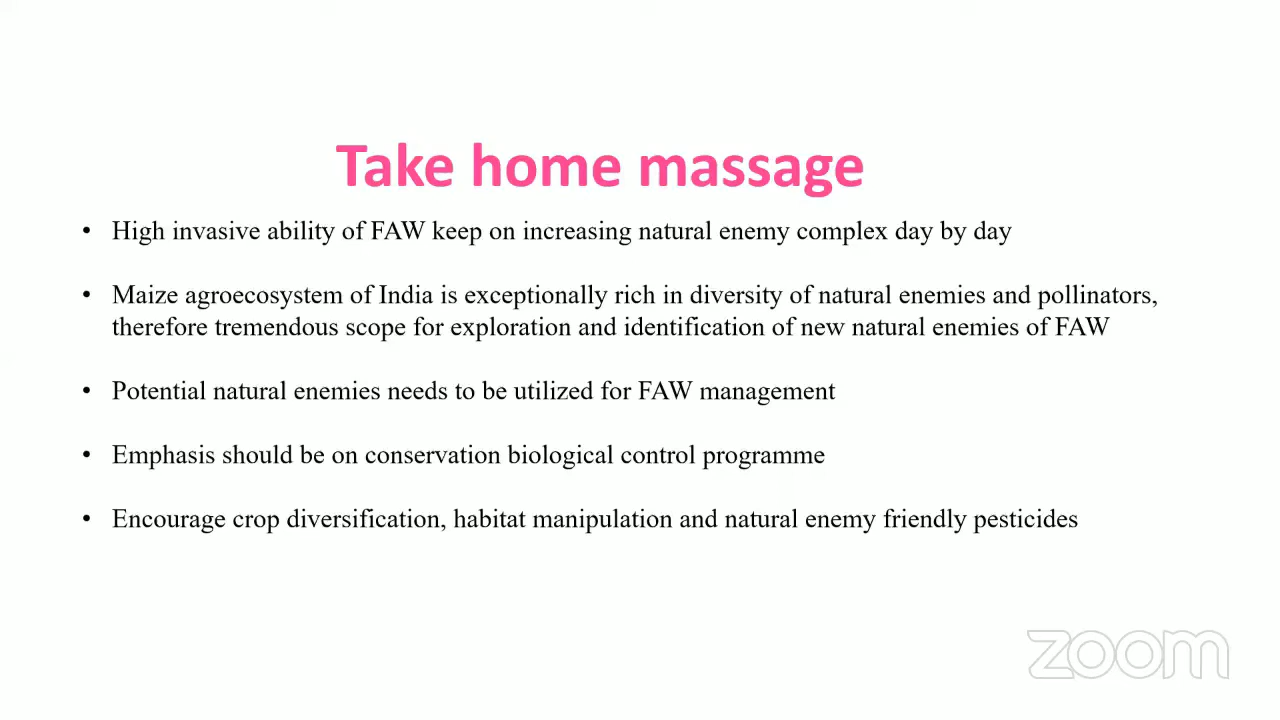 Take home massage
• High invasive ability of FAW keep on increasing natural enemy complex day by day
• Maize agroecosystem of India is exceptionally rich in diversity of natural enemies and pollinators,
therefore tremendous scope for exploration and identification of new natural enemies of FAW
• Potential natural enemies needs to be utilized for FAW management
• Emphasis should be on conservation biological control programme
• Encourage crop diversification, habitat manipulation and natural enemy friendly pesticides
zoom